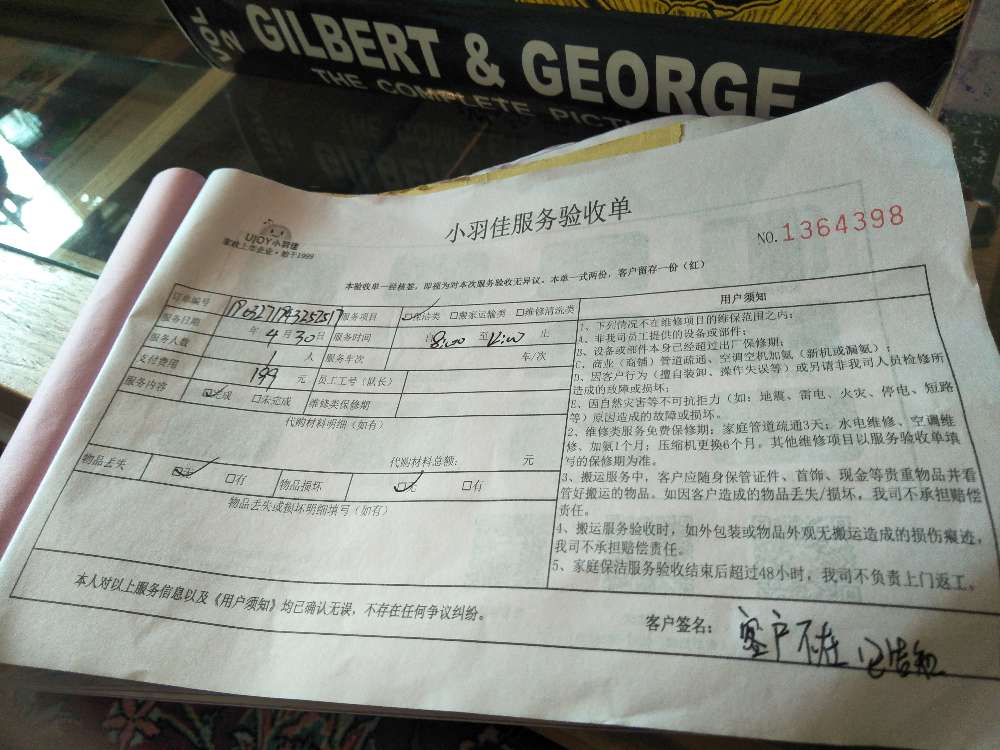 VOL 2
GILBERT & GEORGE
THE COMPLETE PICT
小羽佳服务验收单
UJOY小羽佳
家政上市企业·始于1999
NO.1364398
本验收单一经核签，即视为对本次服务验收无异议。本单一式两份，客户留存一份（红）
订单编号 服务项目 □保洁类 □搬家运输类 □维修清洗类
服务日期 年 4 月 30 日 服务时间 自 8:00 至 止
服务人数 1 人 服务车次 车/次
支付费用 199 元 员工工号（队长）
服务内容 □完成 □未完成 维修类保修期
代购材料明细（如有）
代购材料总额： 元
物品丢失 □无 □有 物品损坏 □无 □有
物品丢失或损坏明细填写（如有）
用户须知
1、下列情况不在维修项目的维保范围之内：
A、非我司员工提供的设备或部件；
B、设备或部件本身已经超过出厂保修期；
C、商业（商铺）管道疏通、空调空机加氨（新机或漏氨）；
D、因客户行为（擅自装卸、操作失误等）或另请非我司人员检修所
造成的故障或损坏；
E、因自然灾害等不可抗拒力（如：地震、雷电、火灾、停电、短路
等）原因造成的故障或损坏。
2、维修类服务免费保修期：家庭管道疏通3天；水电维修、空调维
修、加氨1个月；压缩机更换6个月。其他维修项目以服务验收单填
写的保修期为准。
3、搬运服务中，客户应随身保管证件、首饰、现金等贵重物品并看
管好搬运的物品。如因客户造成的物品丢失/损坏，我司不承担赔偿
责任。
4、搬运服务验收时，如外包装或物品外观无搬运造成的损伤痕迹，
我司不承担赔偿责任。
5、家庭保洁服务验收结束后超过48小时，我司不负责上门返工，
本人对以上服务信息以及《用户须知》均已确认无误，不存在任何争议纠纷。
客户签名： 客户不在 已告知